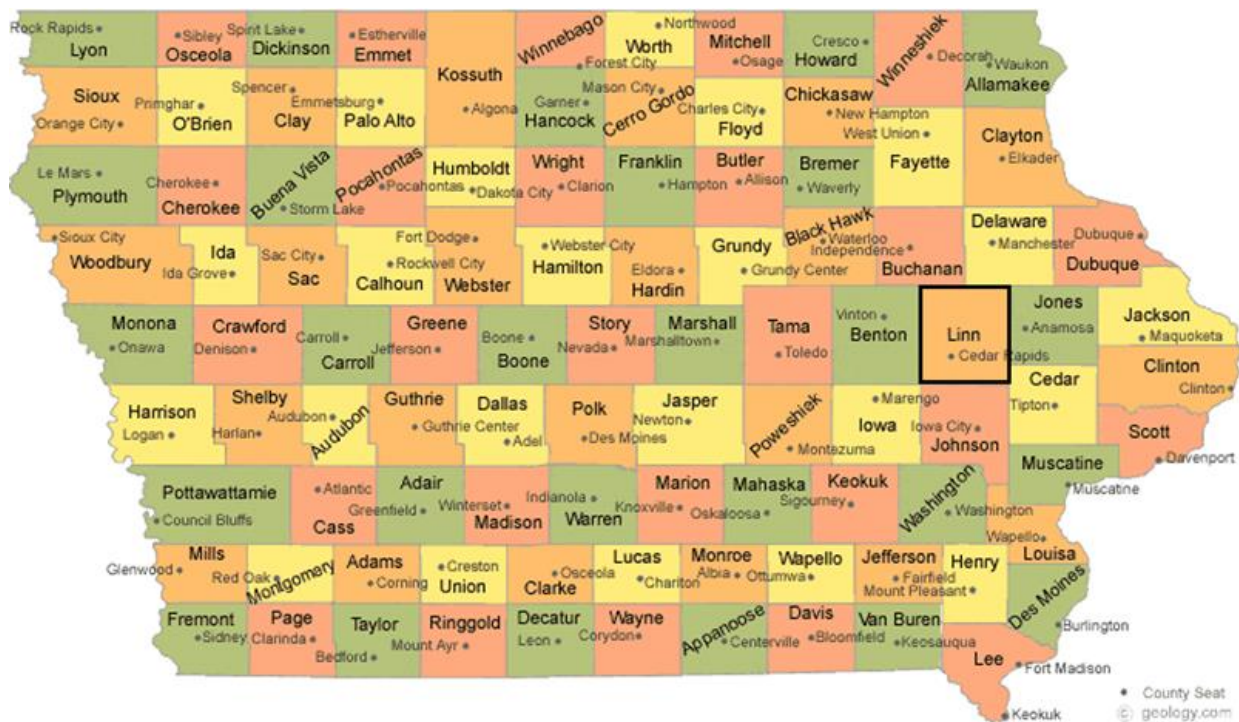 Rock Rapids
Lyon
Sibley
Osceola
Spirit Lake
Dickinson
Estherville
Emmet
Kossuth
Algona
Winnebago
Forest City
Northwood
Worth
Mitchell
Osage
Cresco
Howard
Winneshiek
Decorah
Waukon
Allamakee
Sioux
Orange City
Primghar
O'Brien
Spencer
Clay
Emmetsburg
Palo Alto
Garner
Hancock
Mason City
Cerro Gordo
Charles City
Floyd
Chickasaw
New Hampton
West Union
Fayette
Clayton
Elkader
Le Mars
Plymouth
Cherokee
Cherokee
Buena Vista
Storm Lake
Pocahontas
Pocahontas
Humboldt
Dakota City
Wright
Clarion
Franklin
Hampton
Butler
Allison
Bremer
Waverly
Sioux City
Woodbury
Ida
Ida Grove
Sac City
Sac
Rockwell City
Calhoun
Fort Dodge
Webster
Webster City
Hamilton
Eldora
Hardin
Grundy
Grundy Center
Black Hawk
Waterloo
Independence
Buchanan
Delaware
Manchester
Dubuque
Dubuque
Monona
Onawa
Crawford
Denison
Carroll
Carroll
Greene
Jefferson
Boone
Boone
Story
Nevada
Marshall
Marshalltown
Tama
Toledo
Vinton
Benton
Linn
Cedar Rapids
Jones
Anamosa
Jackson
Maquoketa
Clinton
Clinton
Harrison
Logan
Shelby
Harlan
Audubon
Audubon
Guthrie
Guthrie Center
Dallas
Adel
Polk
Des Moines
Jasper
Newton
Poweshiek
Montezuma
Marengo
Iowa
Iowa City
Johnson
Cedar
Tipton
Scott
Davenport
Muscatine
Muscatine
Pottawattamie
Council Bluffs
Atlantic
Cass
Adair
Greenfield
Winterset
Madison
Indianola
Warren
Marion
Knoxville
Mahaska
Oskaloosa
Keokuk
Sigourney
Washington
Washington
Wapello
Louisa
Mills
Glenwood
Red Oak
Montgomery
Adams
Corning
Creston
Union
Osceola
Clarke
Lucas
Chariton
Monroe
Albia
Wapello
Ottumwa
Jefferson
Fairfield
Henry
Mount Pleasant
Des Moines
Burlington
Fremont
Sidney
Page
Clarinda
Taylor
Bedford
Ringgold
Mount Ayr
Decatur
Leon
Wayne
Corydon
Appanoose
Centerville
Davis
Bloomfield
Van Buren
Keosauqua
Lee
Fort Madison
Keokuk
County Seat
© geology.com